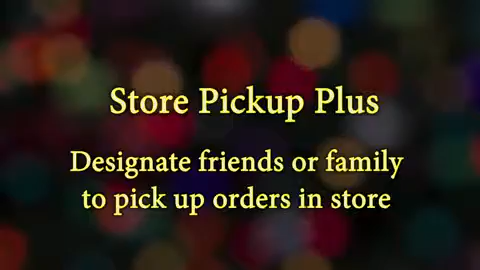 Store Pickup Plus
Designate friends or family
to pick up orders in store